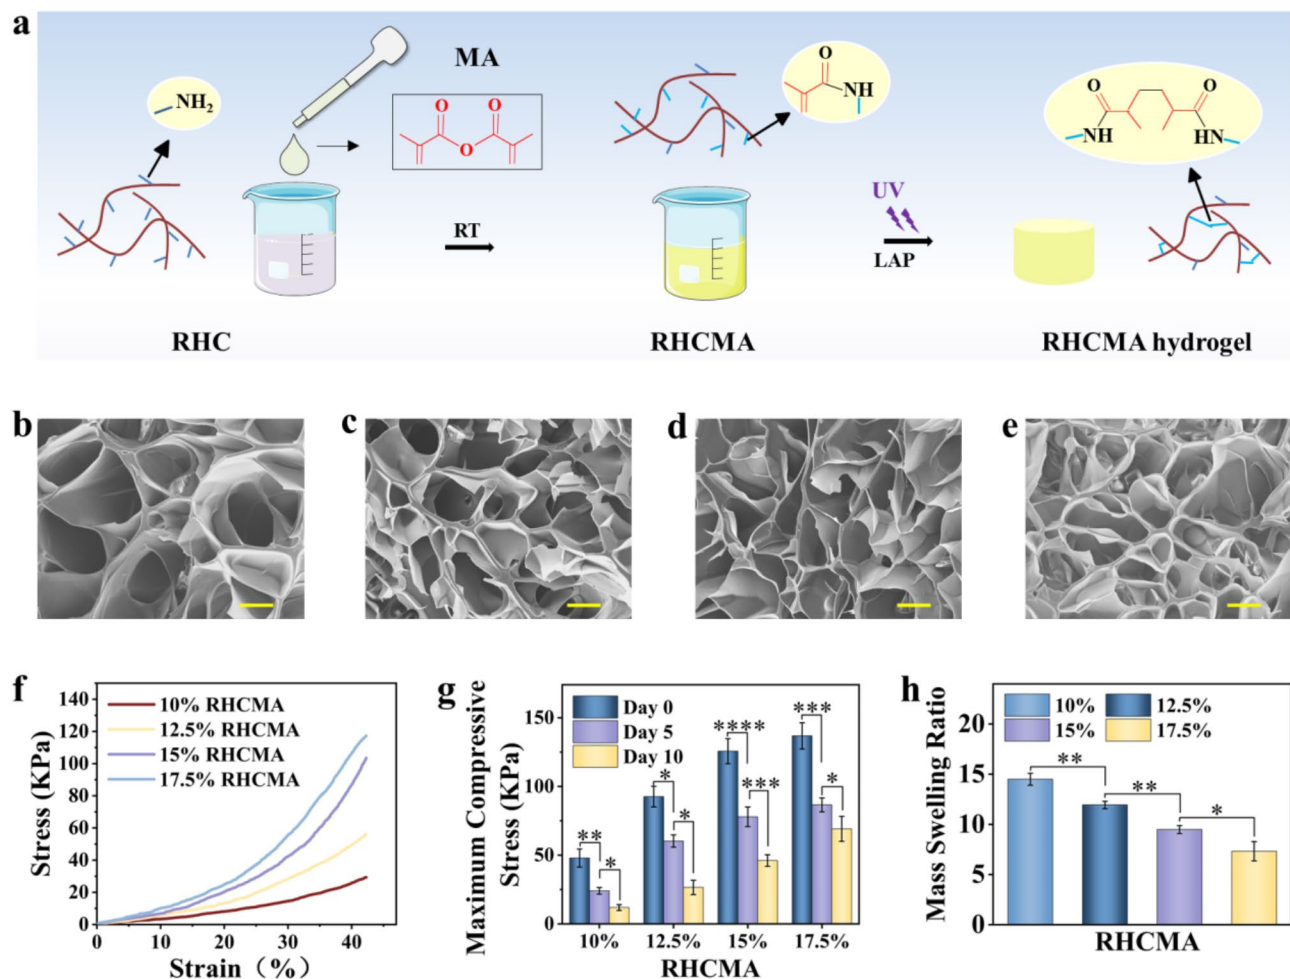 a
NH2
MA
O O
O
O
NH
O O
NH HN
RT
UV
LAP
RHC
RHCMA
RHCMA hydrogel
b
c
d
e
f
Stress (KPa)
140
120
100
80
60
40
20
0
10% RHCMA
12.5% RHCMA
15% RHCMA
17.5% RHCMA
0 10 20 30 40
Strain (%)
g
Maximum Compressive
Stress (KPa)
150
100
50
0
Day 0
Day 5
Day 10
** *
* *
**** ***
*** *
10% 12.5% 15% 17.5%
RHCMA
h
Mass Swelling Ratio
20
15
10
5
0
10% 12.5%
15% 17.5%
** ** *
RHCMA